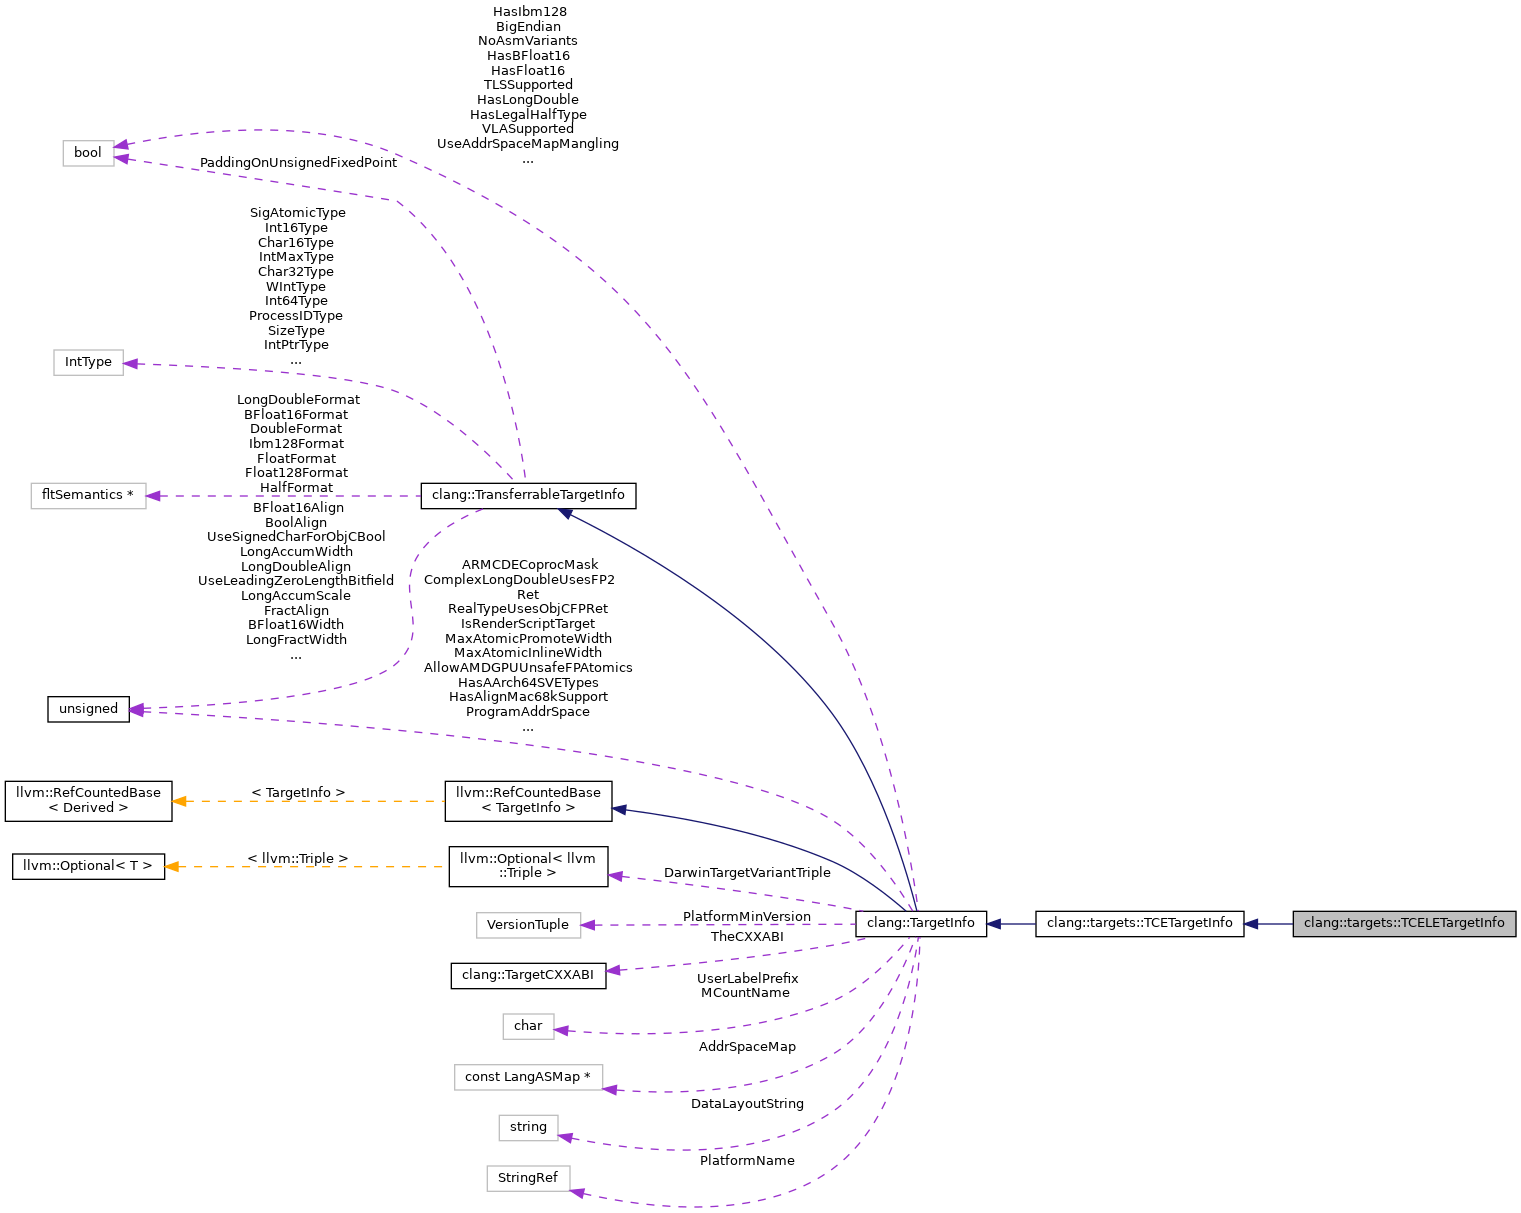 HasIbm128
BigEndian
NoAsmVariants
HasBFloat16
HasFloat16
TLSSupported
HasLongDouble
HasLegalHalfType
VLASupported
UseAddrSpaceMapMangling
...
bool
PaddingOnUnsignedFixedPoint
SigAtomicType
Int16Type
Char16Type
IntMaxType
Char32Type
WIntType
Int64Type
ProcessIDType
SizeType
IntPtrType
...
IntType
LongDoubleFormat
BFloat16Format
DoubleFormat
Ibm128Format
FloatFormat
Float128Format
HalfFormat
fltSemantics *
clang::TransferrableTargetInfo
BFloat16Align
BoolAlign
UseSignedCharForObjCBool
LongAccumWidth
LongDoubleAlign
UseLeadingZeroLengthBitfield
LongAccumScale
FractAlign
BFloat16Width
LongFractWidth
...
ARMCDECoprocMask
ComplexLongDoubleUsesFP2
Ret
RealTypeUsesObjCFPRet
IsRenderScriptTarget
MaxAtomicPromoteWidth
MaxAtomicInlineWidth
AllowAMDGPUUnsafeFPAtomics
HasAArch64SVETypes
HasAlignMac68kSupport
ProgramAddrSpace
...
unsigned
llvm::RefCountedBase
< Derived >
< TargetInfo >
llvm::RefCountedBase
< TargetInfo >
llvm::Optional< T >
< llvm::Triple >
llvm::Optional< llvm
::Triple >
DarwinTargetVariantTriple
VersionTuple
PlatformMinVersion
TheCXXABI
clang::TargetInfo
clang::targets::TCETargetInfo
clang::targets::TCELETargetInfo
clang::TargetCXXABI
UserLabelPrefix
MCountName
char
AddrSpaceMap
const LangASMap *
DataLayoutString
string
PlatformName
StringRef